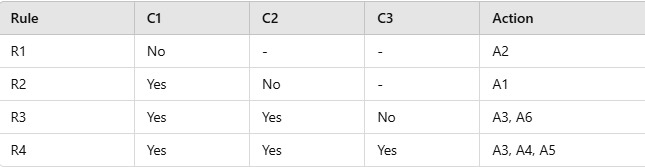 Rule C1 C2 C3 Action
R1 No - - A2
R2 Yes No - A1
R3 Yes Yes No A3, A6
R4 Yes Yes Yes A3, A4, A5